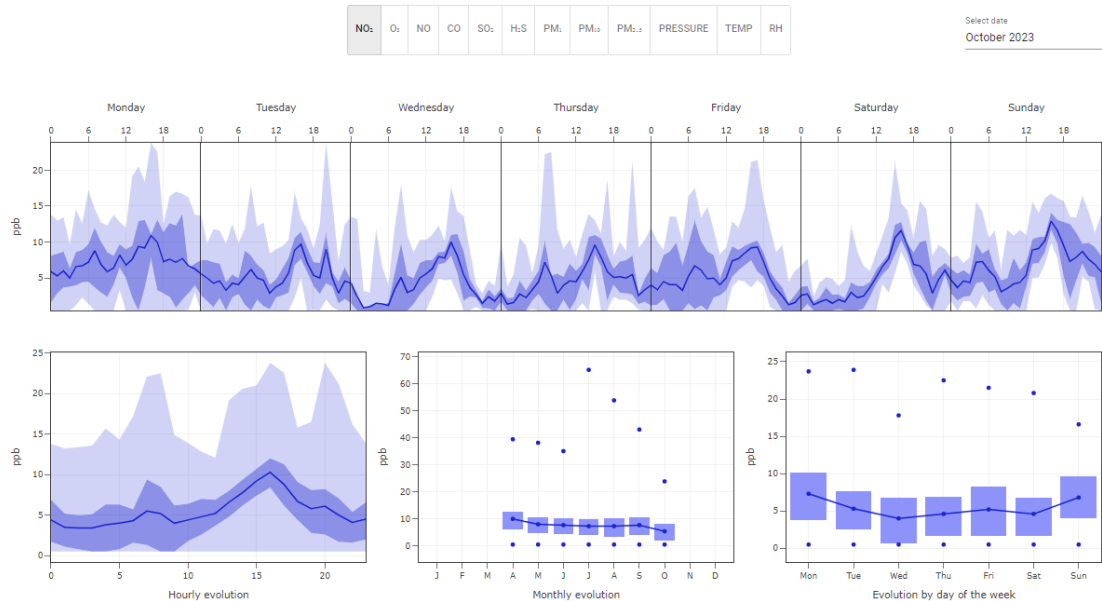 NO₂ O₃ NO CO SO₂ H₂S PM₁ PM₁₀ PM₂.₅ PRESSURE TEMP RH
Select date
October 2023
Monday Tuesday Wednesday Thursday Friday Saturday Sunday
0 6 12 18 0 6 12 18 0 6 12 18 0 6 12 18 0 6 12 18 0 6 12 18 0 6 12 18
20
15
ppb
10
5
25
20
15
ppb
10
5
0
0 5 10 15 20
Hourly evolution
70
60
50
40
ppb
30
20
10
0
J F M A M J J A S O N D
Monthly evolution
25
20
15
ppb
10
5
0
Mon Tue Wed Thu Fri Sat Sun
Evolution by day of the week